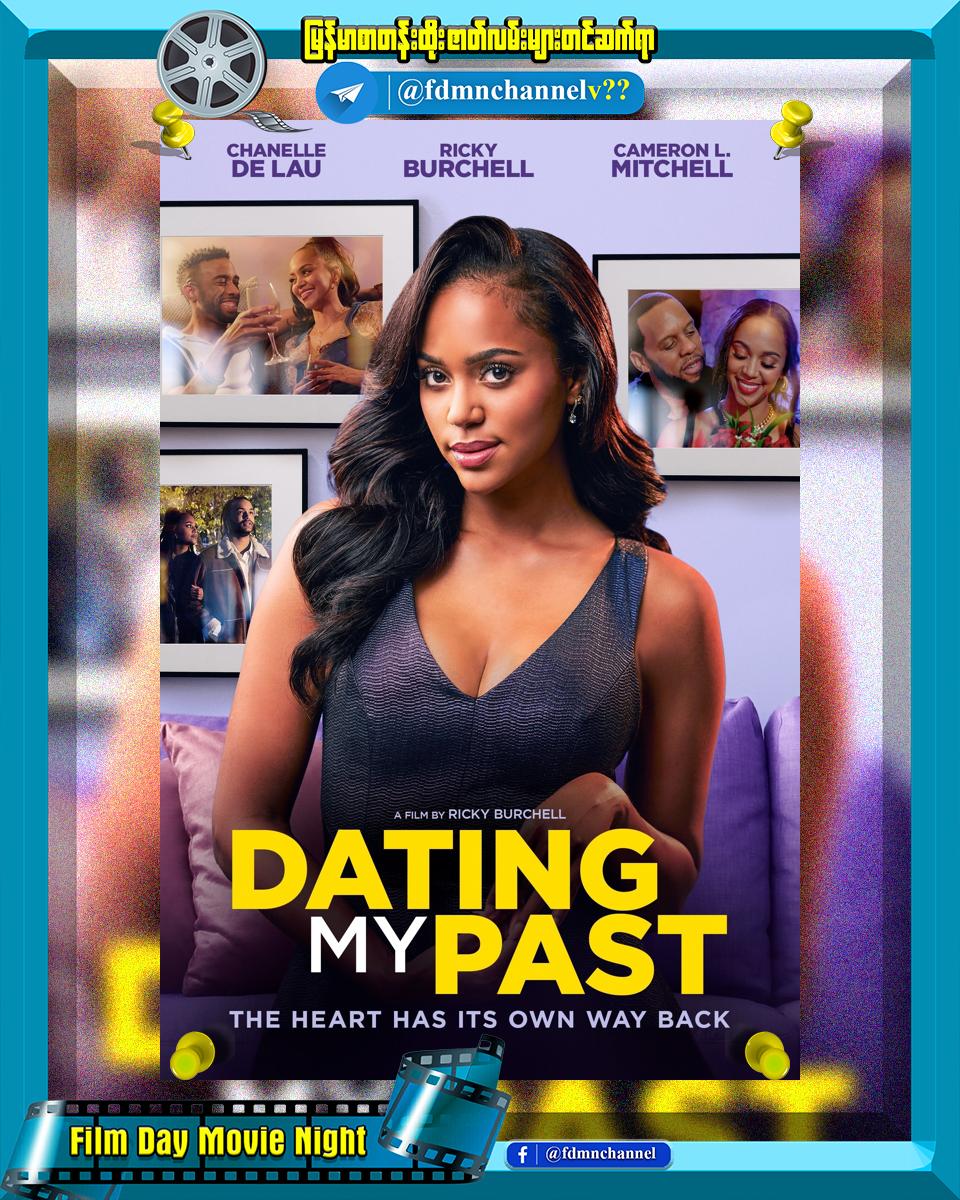 မြန်မာစာတန်းထိုးဇာတ်လမ်းများတင်ဆက်ရာ
@fdmnchannelv??
CHANELLE
DE LAU
RICKY
BURCHELL
CAMERON L.
MITCHELL
A FILM BY RICKY BURCHELL
DATING
MY PAST
THE HEART HAS ITS OWN WAY BACK
Film Day Movie Night
@fdmnchannel